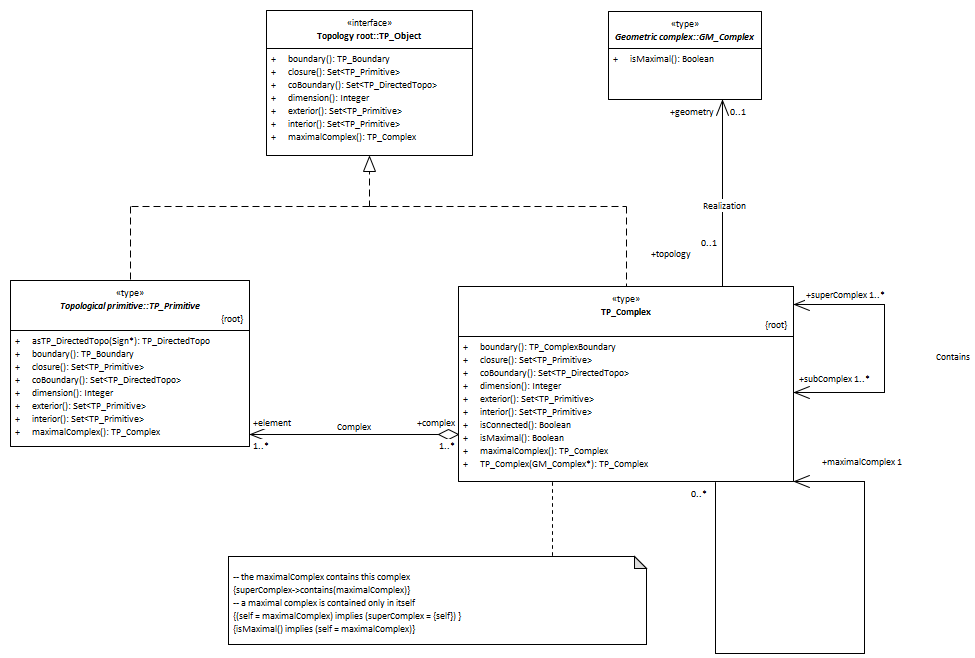 «interface»
Topology root::TP_Object
+ boundary(): TP_Boundary
+ closure(): Set<TP_Primitive>
+ coBoundary(): Set<TP_DirectedTopo>
+ dimension(): Integer
+ exterior(): Set<TP_Primitive>
+ interior(): Set<TP_Primitive>
+ maximalComplex(): TP_Complex
«type»
Geometric complex::GM_Complex
+ isMaximal(): Boolean
+geometry 0..1
Realization
0..1
+topology
«type»
Topological primitive::TP_Primitive
{root}
+ asTP_DirectedTopo(Sign*): TP_DirectedTopo
+ boundary(): TP_Boundary
+ closure(): Set<TP_Primitive>
+ coBoundary(): Set<TP_DirectedTopo>
+ dimension(): Integer
+ exterior(): Set<TP_Primitive>
+ interior(): Set<TP_Primitive>
+ maximalComplex(): TP_Complex
«type»
TP_Complex
{root}
+ boundary(): TP_ComplexBoundary
+ closure(): Set<TP_Primitive>
+ coBoundary(): Set<TP_DirectedTopo>
+ dimension(): Integer
+ exterior(): Set<TP_Primitive>
+ interior(): Set<TP_Primitive>
+ isConnected(): Boolean
+ isMaximal(): Boolean
+ maximalComplex(): TP_Complex
+ TP_Complex(GM_Complex*): TP_Complex
+superComplex 1..*
Contains
+subComplex 1..*
+element
Complex
+complex
1..*
1..*
+maximalComplex 1
0..*
-- the maximalComplex contains this complex
{superComplex->contains(maximalComplex)}
-- a maximal complex is contained only in itself
{(self = maximalComplex) implies (superComplex = {self}) }
{isMaximal() implies (self = maximalComplex)}